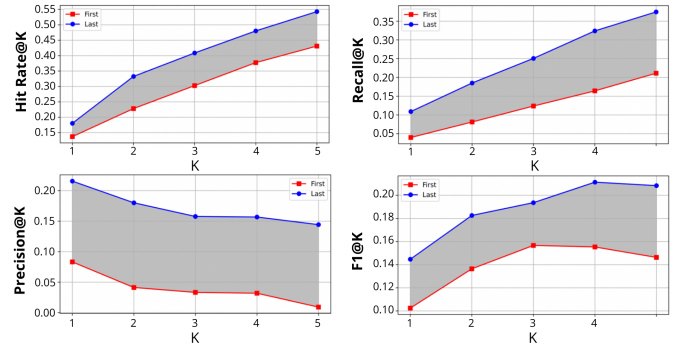 Hit Rate@K
0.55
0.50
0.45
0.40
0.35
0.30
0.25
0.20
0.15
First
Last
1 2 3 4 5
K
Recall@K
0.35
0.30
0.25
0.20
0.15
0.10
0.05
First
Last
1 2 3 4
K
Precision@K
0.20
0.15
0.10
0.05
0.00
First
Last
1 2 3 4 5
K
F1@K
0.20
0.18
0.16
0.14
0.12
0.10
First
Last
1 2 3 4
K